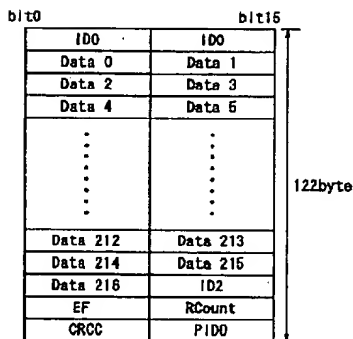 bit0 bit15
ID0 ID0
Data 0 Data 1
Data 2 Data 3
Data 4 Data 5
122byte
Data 212 Data 213
Data 214 Data 215
Data 216 ID2
EF RCount
CRCC PID0